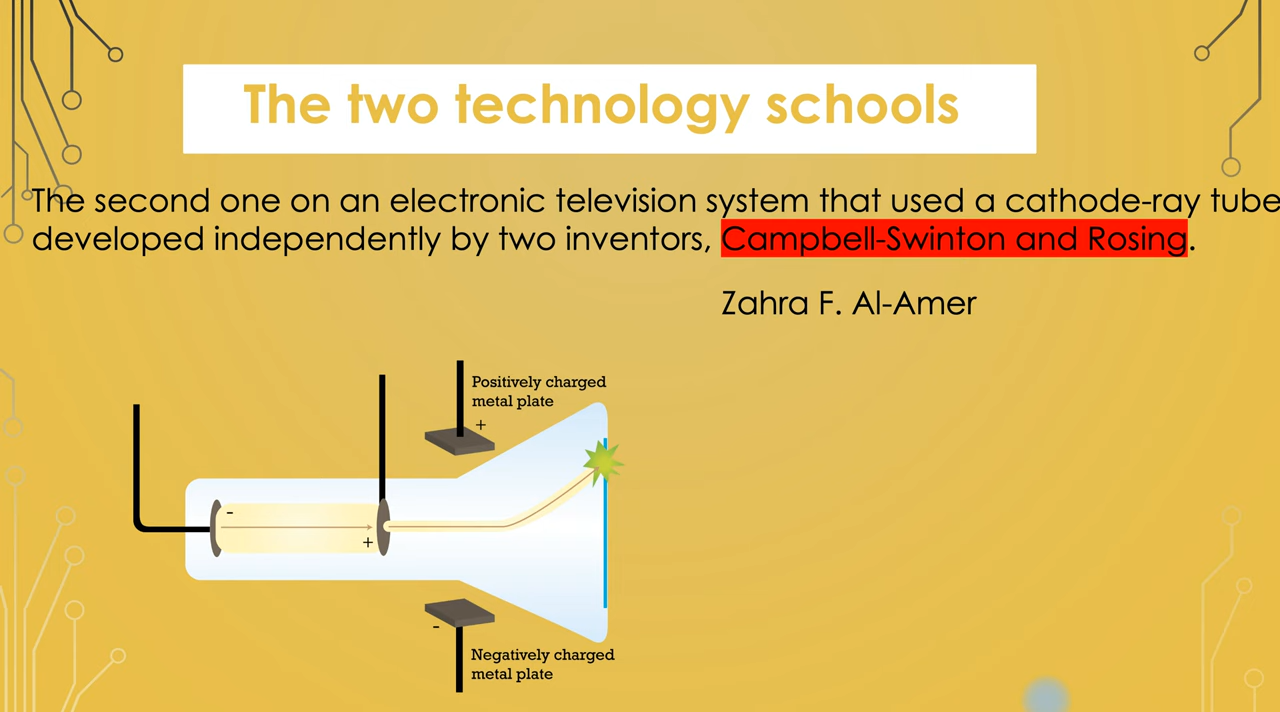 The two technology schools
The second one on an electronic television system that used a cathode-ray tube
developed independently by two inventors, Campbell-Swinton and Rosing.
Zahra F. Al-Amer
Positively charged
metal plate
+
-
+
-
Negatively charged
metal plate